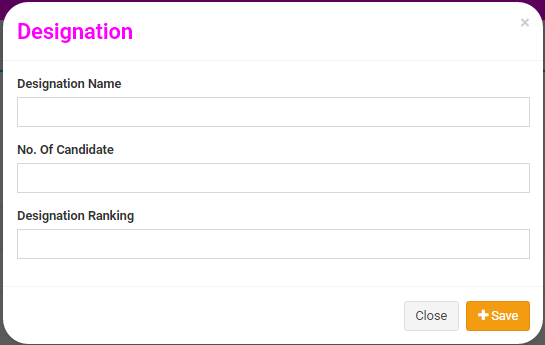 Designation
×
Designation Name
No. Of Candidate
Designation Ranking
Close
+ Save